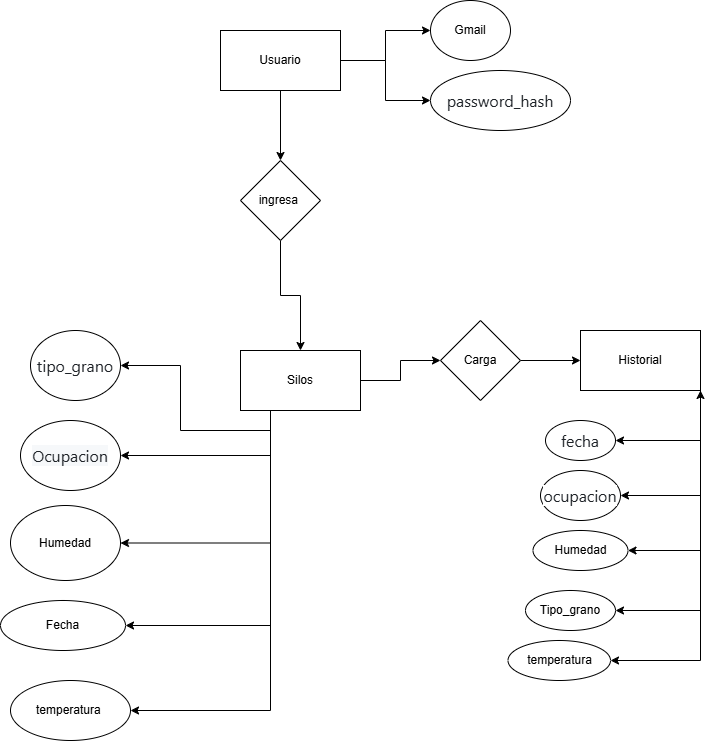 Gmail
Usuario
password_hash
ingresa
tipo_grano
Silos
Carga
Historial
Ocupacion
fecha
ocupacion
Humedad
Humedad
Fecha
Tipo_grano
temperatura
temperatura